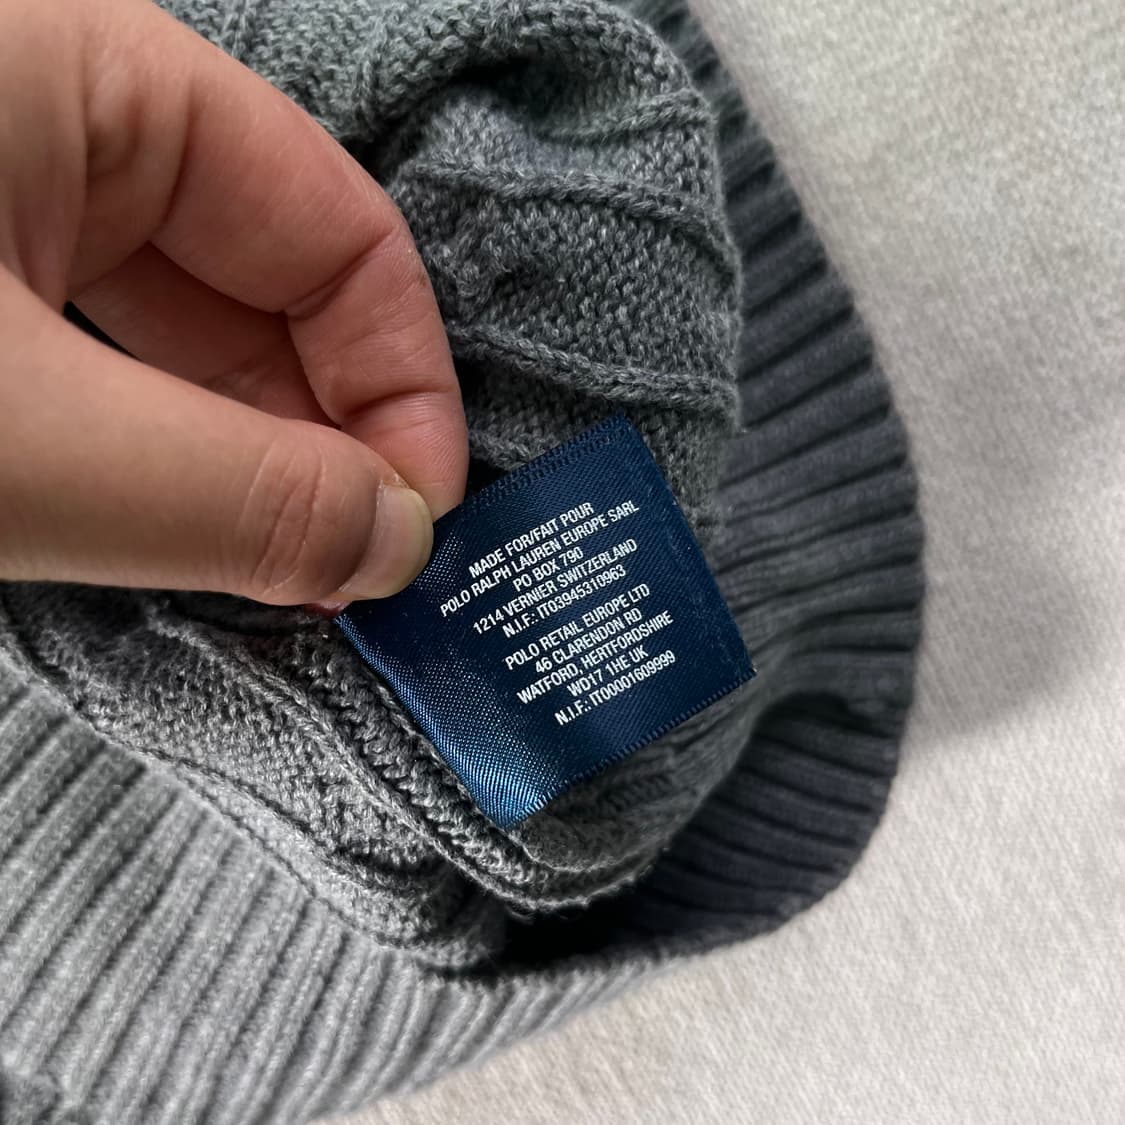 MADE FOR/FAIT POUR
POLO RALPH LAUREN EUROPE SARL
PO BOX 790
1214 VERNIER SWITZERLAND
N.I.F.: IT03945310963
POLO RETAIL EUROPE LTD
46 CLARENDON RD
WATFORD, HERTFORDSHIRE
WD17 1HE UK
N.I.F.: IT00001609999